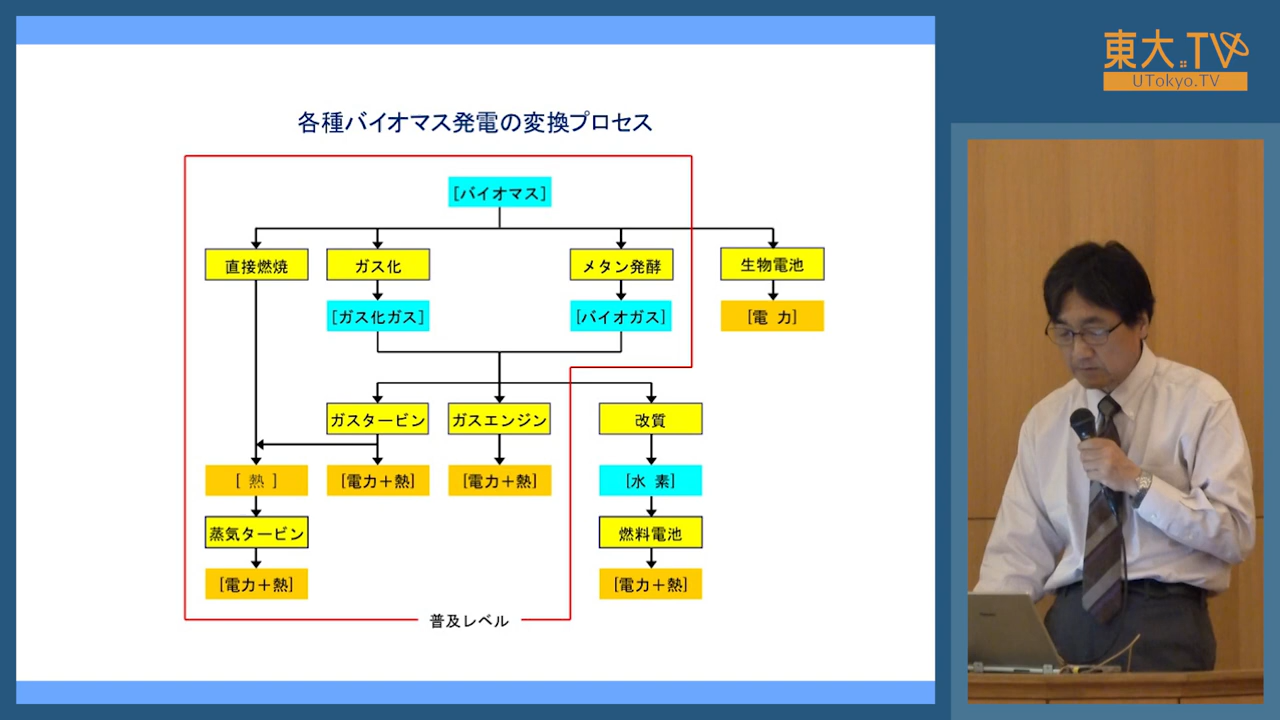 東大.TV
UTokyo.TV
各種バイオマス発電の変換プロセス
[バイオマス]
直接燃焼
ガス化
メタン発酵
生物電池
[ガス化ガス]
[バイオガス]
[電 力]
ガスタービン
ガスエンジン
改質
[ 熱 ]
[電力＋熱]
[電力＋熱]
[水 素]
蒸気タービン
燃料電池
[電力＋熱]
[電力＋熱]
普及レベル